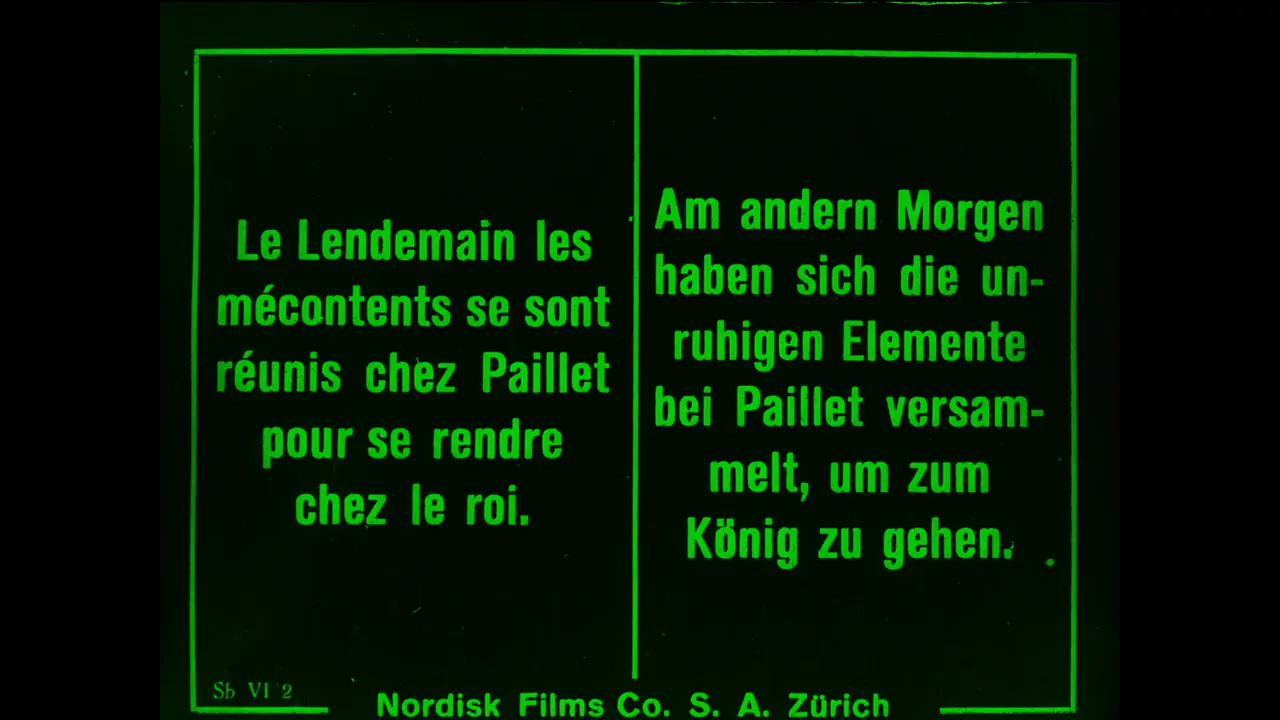 Le Lendemain les
mécontents se sont
réunis chez Paillet
pour se rendre
chez le roi.
Am andern Morgen
haben sich die un-
ruhigen Elemente
bei Paillet versam-
melt, um zum
König zu gehen.
Sb VI 2
Nordisk Films Co. S. A. Zürich